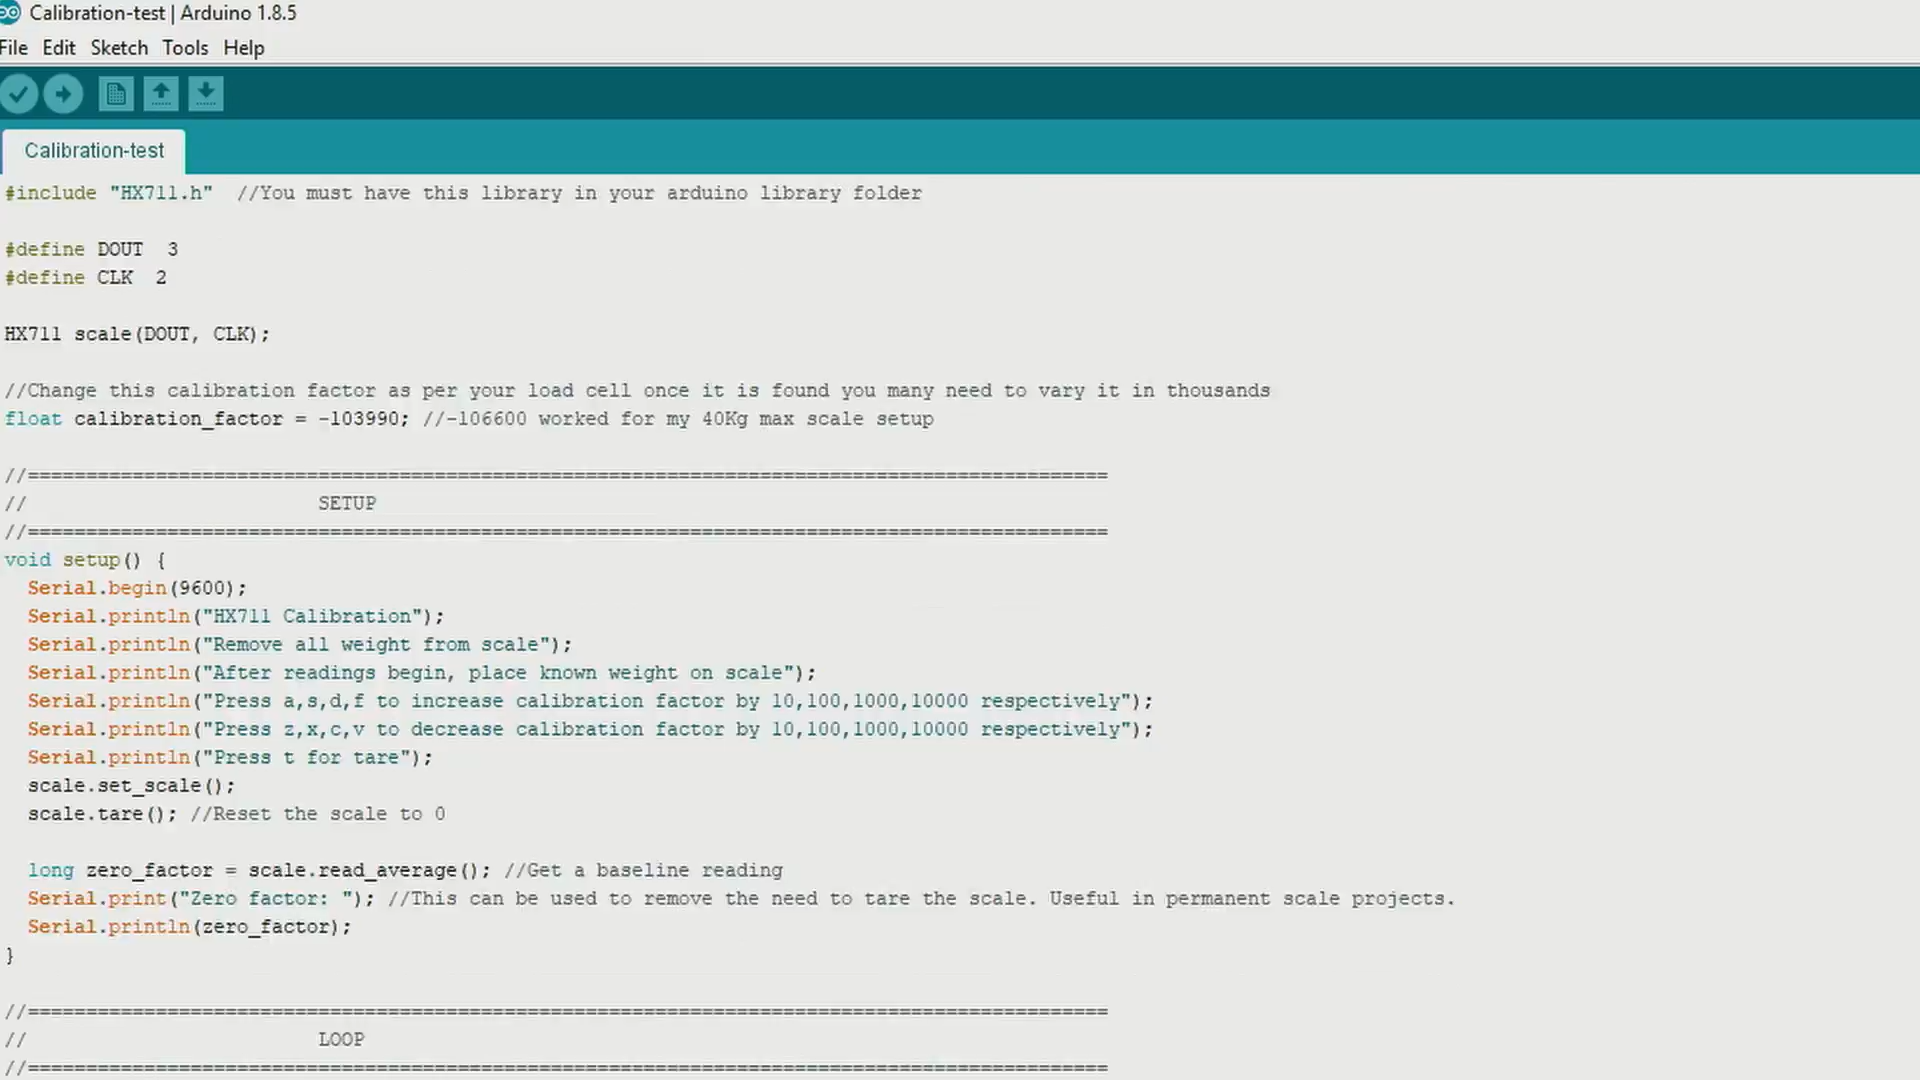 Calibration-test | Arduino 1.8.5
File Edit Sketch Tools Help
Calibration-test
#include "HX711.h"  //You must have this library in your arduino library folder
#define DOUT  3
#define CLK  2
HX711 scale(DOUT, CLK);
//Change this calibration factor as per your load cell once it is found you many need to vary it in thousands
float calibration_factor = -103990; //-106600 worked for my 40Kg max scale setup
//=============================================================================================
//                         SETUP
//=============================================================================================
void setup() {
  Serial.begin(9600);
  Serial.println("HX711 Calibration");
  Serial.println("Remove all weight from scale");
  Serial.println("After readings begin, place known weight on scale");
  Serial.println("Press a,s,d,f to increase calibration factor by 10,100,1000,10000 respectively");
  Serial.println("Press z,x,c,v to decrease calibration factor by 10,100,1000,10000 respectively");
  Serial.println("Press t for tare");
  scale.set_scale();
  scale.tare(); //Reset the scale to 0
  long zero_factor = scale.read_average(); //Get a baseline reading
  Serial.print("Zero factor: "); //This can be used to remove the need to tare the scale. Useful in permanent scale projects.
  Serial.println(zero_factor);
}
//=============================================================================================
//                         LOOP
//=============================================================================================